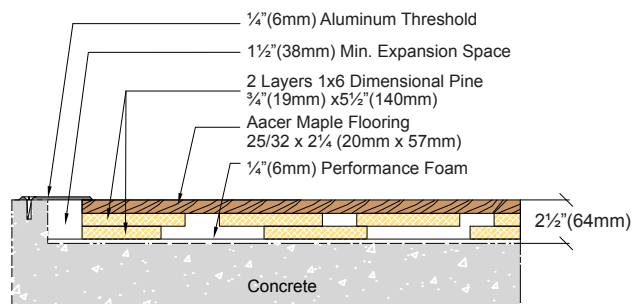 ¼”(6mm) Aluminum Threshold
1½”(38mm) Min. Expansion Space
2 Layers 1x6 Dimensional Pine
¾”(19mm) x5½”(140mm)
Aacer Maple Flooring
25/32 x 2¼ (20mm x 57mm)
¼”(6mm) Performance Foam
2½”(64mm)
Concrete